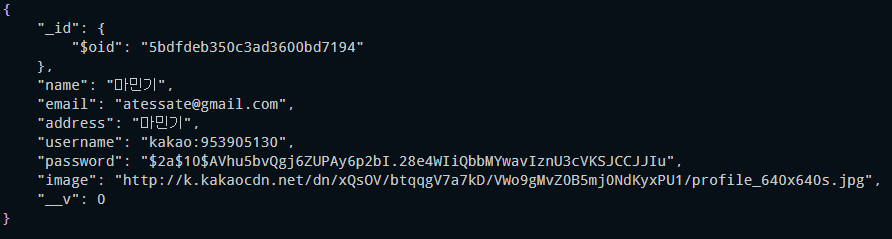 {
"_id": {
"$oid": "5bdfdeb350c3ad3600bd7194"
},
"name": "마민기",
"email": "atessate@gmail.com",
"address": "마민기",
"username": "kakao:953905130",
"password": "$2a$10$AVhu5bvQgj6ZUPAy6p2bI.28e4WIiQbbMYwavIznU3cVKSJCCJJIu",
"image": "http://k.kakaocdn.net/dn/xQsOV/btqqgV7a7kD/VWo9gMvZ0B5mj0NdKyxPU1/profile_640x640s.jpg",
"__v": 0
}